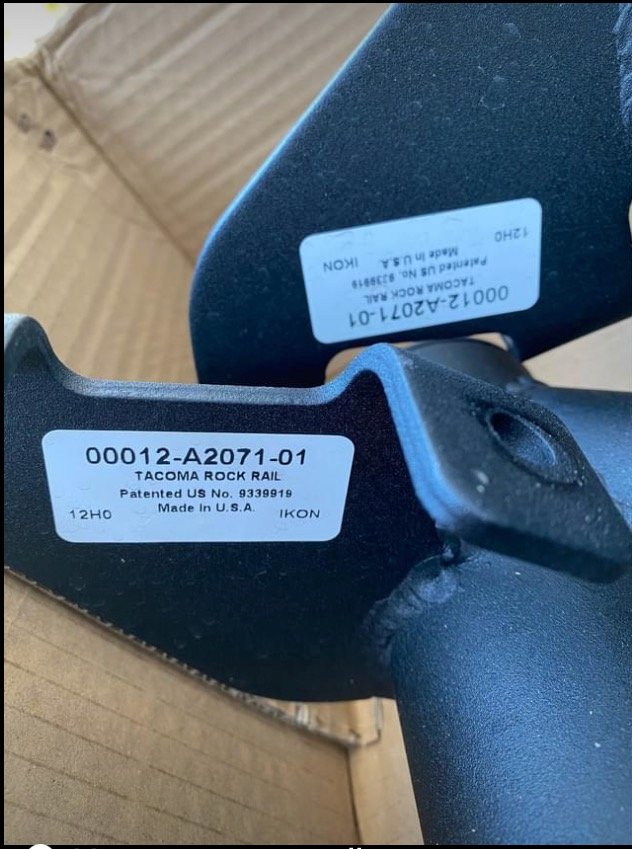 00012-A2071-01
TACOMA ROCK RAIL
Patented US No. 9339919
Made in U.S.A.
12H0 IKON
00012-A2071-01
TACOMA ROCK RAIL
Patented US No. 9339919
Made in U.S.A.
12H0 IKON